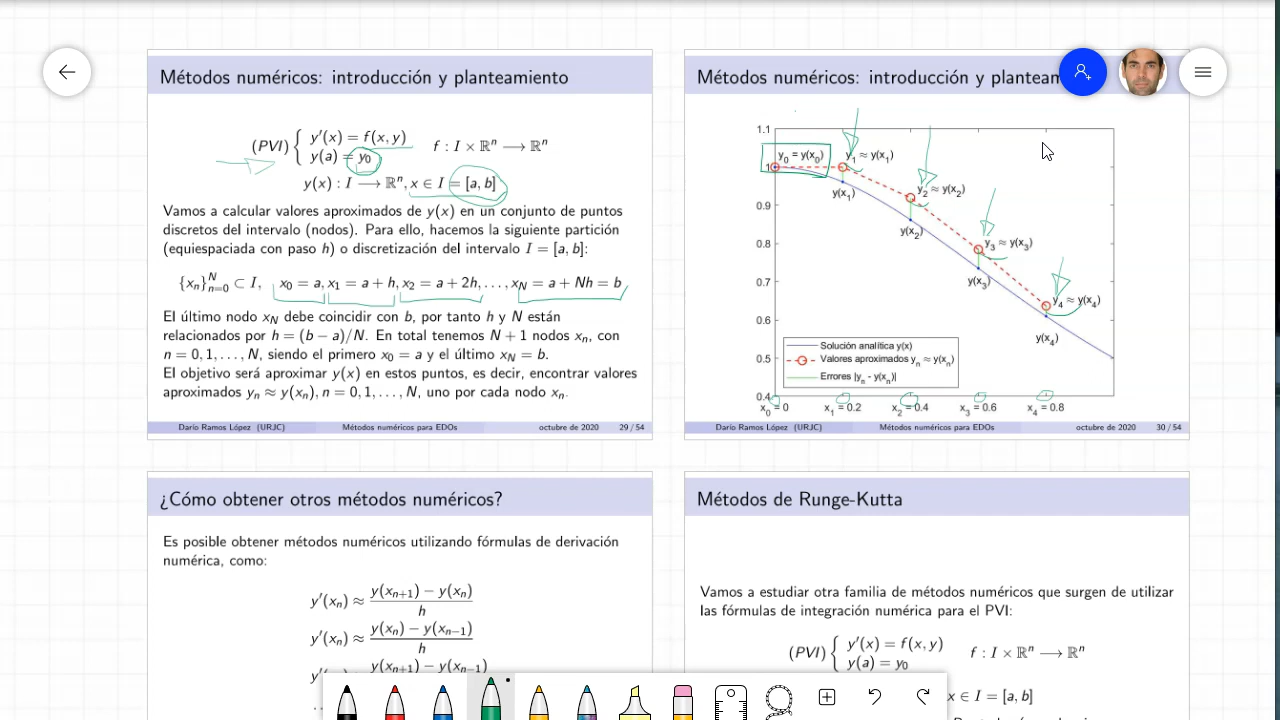 Métodos numéricos: introducción y planteamiento
(PVI) { y′(x) = f(x, y)
y(a) = y₀
f : I × ℝⁿ ⟶ ℝⁿ
y(x) : I ⟶ ℝⁿ, x ∈ I = [a, b]
Vamos a calcular valores aproximados de y(x) en un conjunto de puntos
discretos del intervalo (nodos). Para ello, hacemos la siguiente partición
(equiespaciada con paso h) o discretización del intervalo I = [a, b]:
{xₙ}ᴺₙ₌₀ ⊂ I, x₀ = a, x₁ = a + h, x₂ = a + 2h, . . . , x_N = a + Nh = b
El último nodo x_N debe coincidir con b, por tanto h y N están
relacionados por h = (b − a)/N. En total tenemos N + 1 nodos xₙ, con
n = 0, 1, . . . , N, siendo el primero x₀ = a y el último x_N = b.
El objetivo será aproximar y(x) en estos puntos, es decir, encontrar valores
aproximados yₙ ≈ y(xₙ), n = 0, 1, . . . , N, uno por cada nodo xₙ.
Darío Ramos López (URJC) Métodos numéricos para EDOs octubre de 2020 29 / 54
Métodos numéricos: introducción y plantean
1.1
1
0.9
0.8
0.7
0.6
0.5
0.4
y₀ = y(x₀)
y₁ ≈ y(x₁)
y(x₁)
y₂ ≈ y(x₂)
y(x₂)
y₃ ≈ y(x₃)
y(x₃)
y₄ ≈ y(x₄)
y(x₄)
Solución analítica y(x)
Valores aproximados yₙ ≈ y(xₙ)
Errores |yₙ - y(xₙ)|
x₀ = 0 x₁ = 0.2 x₂ = 0.4 x₃ = 0.6 x₄ = 0.8
Darío Ramos López (URJC) Métodos numéricos para EDOs octubre de 2020 30 / 54
¿Cómo obtener otros métodos numéricos?
Es posible obtener métodos numéricos utilizando fórmulas de derivación
numérica, como:
y′(xₙ) ≈ (y(xₙ₊₁) − y(xₙ)) / h
y′(xₙ) ≈ (y(xₙ) − y(xₙ₋₁)) / h
y(xₙ₊₁) − y(xₙ₋₁)
Métodos de Runge-Kutta
Vamos a estudiar otra familia de métodos numéricos que surgen de utilizar
las fórmulas de integración numérica para el PVI:
(PVI) { y′(x) = f(x, y)
y(a) = y₀
f : I × ℝⁿ ⟶ ℝⁿ
x ∈ I = [a, b]